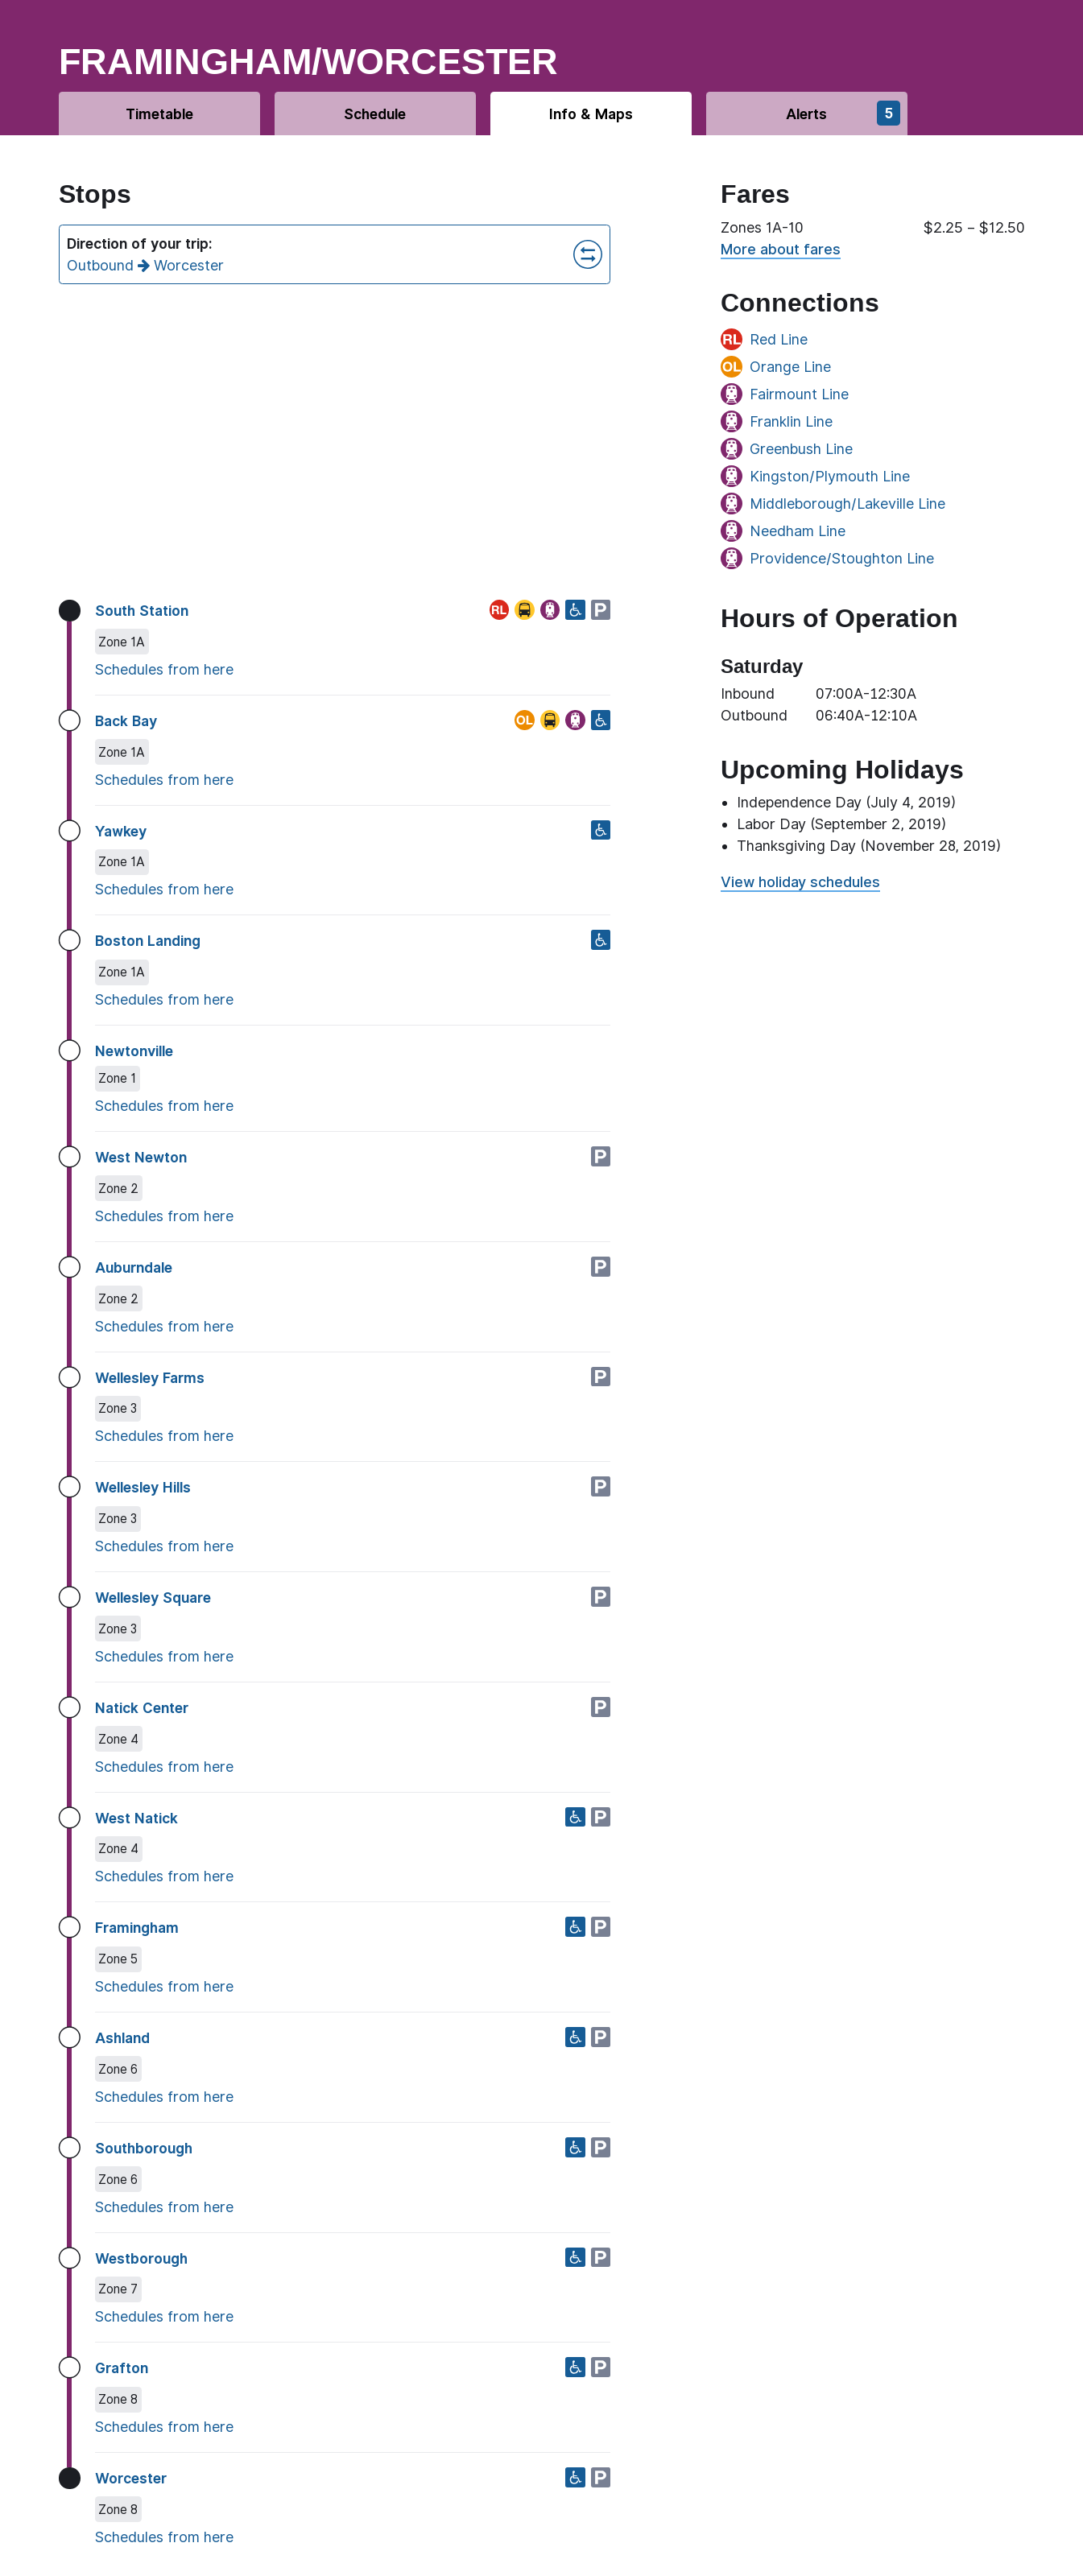 FRAMINGHAM/WORCESTER
Timetable
Schedule
Info & Maps
Alerts
5
Stops
Direction of your trip:
Outbound → Worcester
South Station
RL
P
Zone 1A
Schedules from here
Back Bay
OL
Zone 1A
Schedules from here
Yawkey
Zone 1A
Schedules from here
Boston Landing
Zone 1A
Schedules from here
Newtonville
Zone 1
Schedules from here
West Newton
P
Zone 2
Schedules from here
Auburndale
P
Zone 2
Schedules from here
Wellesley Farms
P
Zone 3
Schedules from here
Wellesley Hills
P
Zone 3
Schedules from here
Wellesley Square
P
Zone 3
Schedules from here
Natick Center
P
Zone 4
Schedules from here
West Natick
P
Zone 4
Schedules from here
Framingham
P
Zone 5
Schedules from here
Ashland
P
Zone 6
Schedules from here
Southborough
P
Zone 6
Schedules from here
Westborough
P
Zone 7
Schedules from here
Grafton
P
Zone 8
Schedules from here
Worcester
P
Zone 8
Schedules from here
Fares
Zones 1A-10 $2.25 – $12.50
More about fares
Connections
RL Red Line
OL Orange Line
Fairmount Line
Franklin Line
Greenbush Line
Kingston/Plymouth Line
Middleborough/Lakeville Line
Needham Line
Providence/Stoughton Line
Hours of Operation
Saturday
Inbound 07:00A-12:30A
Outbound 06:40A-12:10A
Upcoming Holidays
• Independence Day (July 4, 2019)
• Labor Day (September 2, 2019)
• Thanksgiving Day (November 28, 2019)
View holiday schedules